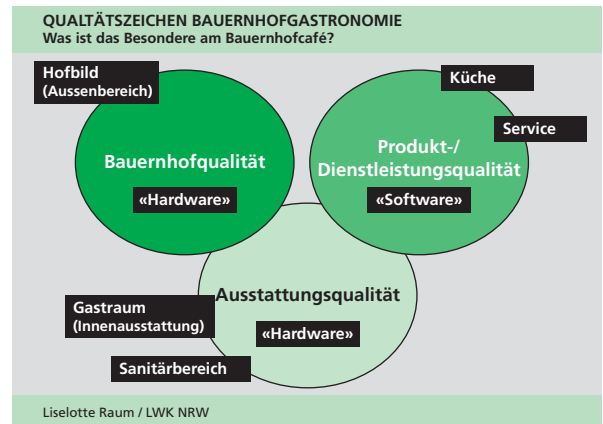 QUALTÄTSZEICHEN BAUERNHOFGASTRONOMIE
Was ist das Besondere am Bauernhofcafé?
Hofbild
(Aussenbereich)
Küche
Service
Bauernhofqualität
«Hardware»
Produkt-/
Dienstleistungsqualität
«Software»
Ausstattungsqualität
«Hardware»
Gastraum
(Innenausstattung)
Sanitärbereich
Liselotte Raum / LWK NRW